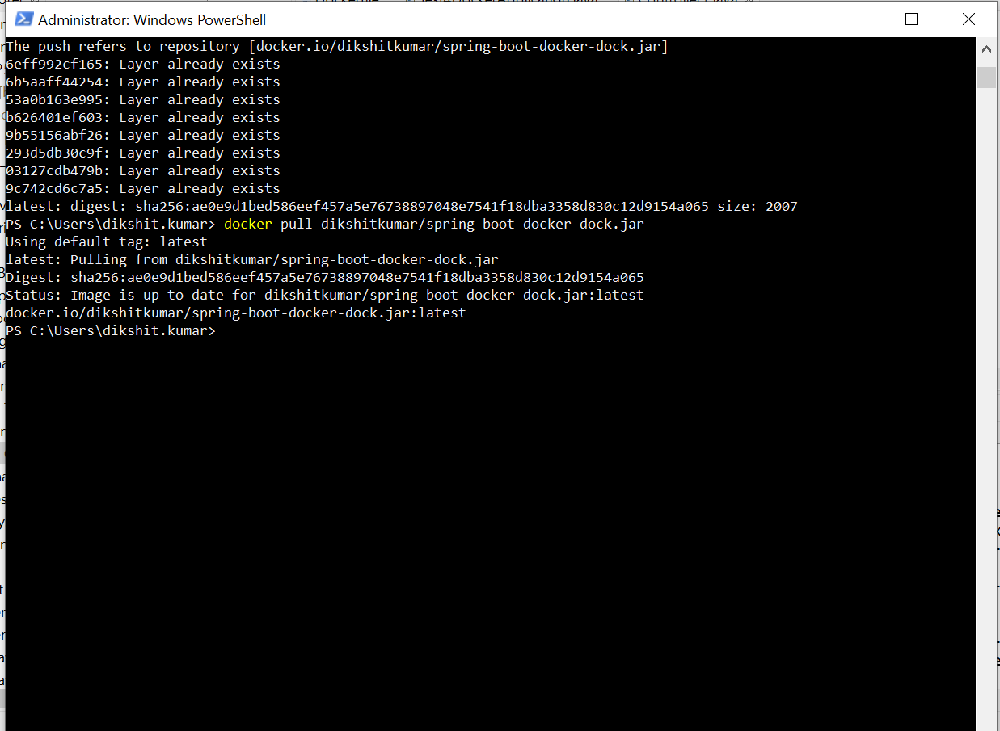 Administrator: Windows PowerShell
The push refers to repository [docker.io/dikshitkumar/spring-boot-docker-dock.jar]
6eff992cf165: Layer already exists
6b5aaff44254: Layer already exists
53a0b163e995: Layer already exists
b626401ef603: Layer already exists
9b55156abf26: Layer already exists
293d5db30c9f: Layer already exists
03127cdb479b: Layer already exists
9c742cd6c7a5: Layer already exists
latest: digest: sha256:ae0e9d1bed586eef457a5e76738897048e7541f18dba3358d830c12d9154a065 size: 2007
PS C:\Users\dikshit.kumar> docker pull dikshitkumar/spring-boot-docker-dock.jar
Using default tag: latest
latest: Pulling from dikshitkumar/spring-boot-docker-dock.jar
Digest: sha256:ae0e9d1bed586eef457a5e76738897048e7541f18dba3358d830c12d9154a065
Status: Image is up to date for dikshitkumar/spring-boot-docker-dock.jar:latest
docker.io/dikshitkumar/spring-boot-docker-dock.jar:latest
PS C:\Users\dikshit.kumar>